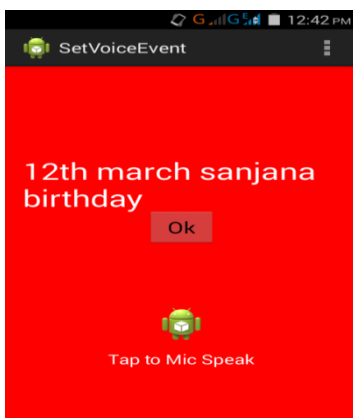 G G 12:42 PM
SetVoiceEvent
12th march sanjana
birthday
Ok
Tap to Mic Speak